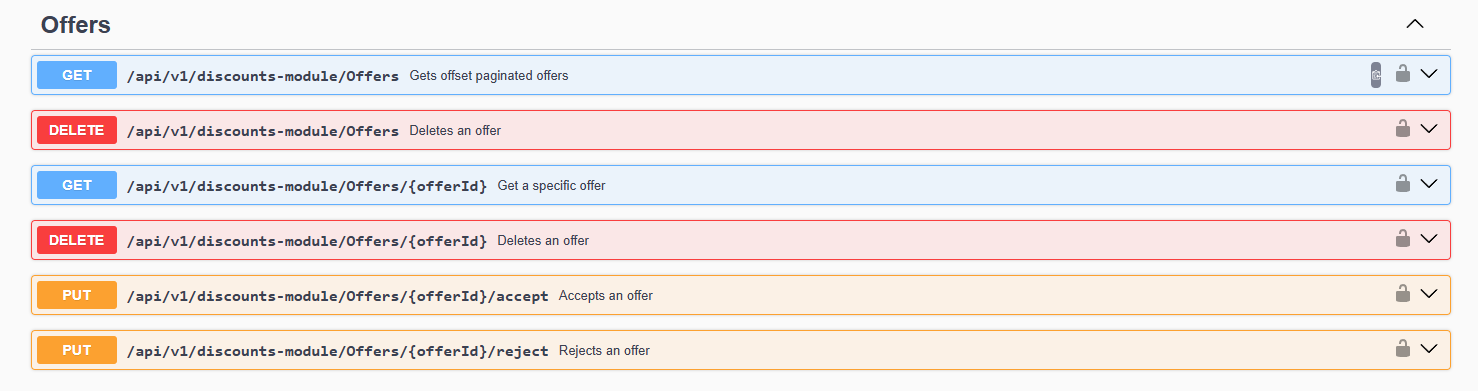 Offers
GET /api/v1/discounts-module/Offers Gets offset paginated offers
DELETE /api/v1/discounts-module/Offers Deletes an offer
GET /api/v1/discounts-module/Offers/{offerId} Get a specific offer
DELETE /api/v1/discounts-module/Offers/{offerId} Deletes an offer
PUT /api/v1/discounts-module/Offers/{offerId}/accept Accepts an offer
PUT /api/v1/discounts-module/Offers/{offerId}/reject Rejects an offer